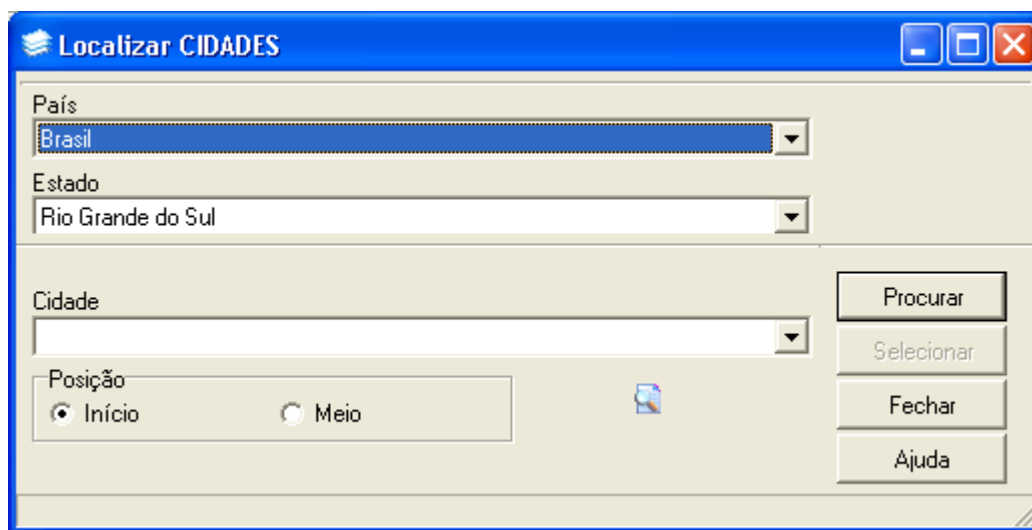 Localizar CIDADES
País
Brasil
Estado
Rio Grande do Sul
Cidade
Procurar
Selecionar
Posição
Início Meio
Fechar
Ajuda